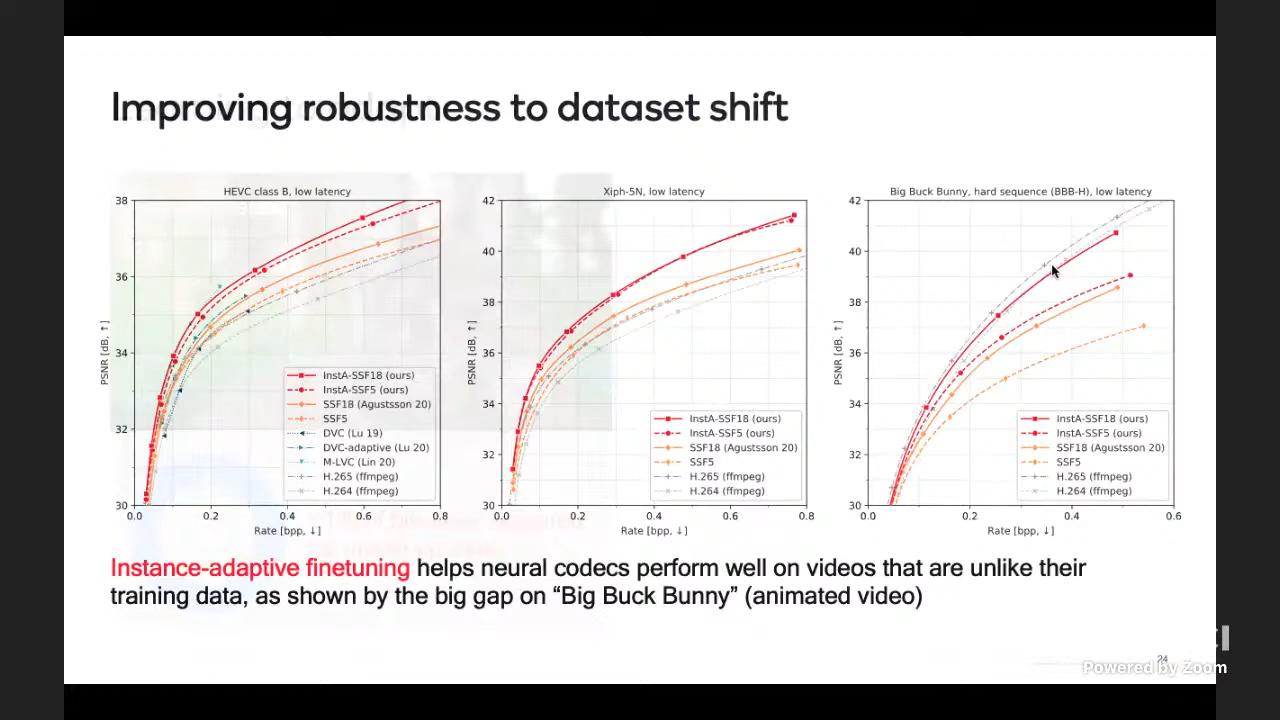 Improving robustness to dataset shift
HEVC class B, low latency
38
36
34
32
30
PSNR [dB, ↑]
0.0 0.2 0.4 0.6 0.8
Rate [bpp, ↓]
InstA-SSF18 (ours)
InstA-SSF5 (ours)
SSF18 (Agustsson 20)
SSF5
DVC (Lu 19)
DVC-adaptive (Lu 20)
M-LVC (Lin 20)
H.265 (ffmpeg)
H.264 (ffmpeg)
Xiph-5N, low latency
42
40
38
36
34
32
30
PSNR [dB, ↑]
0.0 0.2 0.4 0.6 0.8
Rate [bpp, ↓]
InstA-SSF18 (ours)
InstA-SSF5 (ours)
SSF18 (Agustsson 20)
SSF5
H.265 (ffmpeg)
H.264 (ffmpeg)
Big Buck Bunny, hard sequence (BBB-H), low latency
42
40
38
36
34
32
30
PSNR [dB, ↑]
0.0 0.2 0.4 0.6
Rate [bpp, ↓]
InstA-SSF18 (ours)
InstA-SSF5 (ours)
SSF18 (Agustsson 20)
SSF5
H.265 (ffmpeg)
H.264 (ffmpeg)
Instance-adaptive finetuning helps neural codecs perform well on videos that are unlike their
training data, as shown by the big gap on “Big Buck Bunny” (animated video)
24
Powered by Zoom